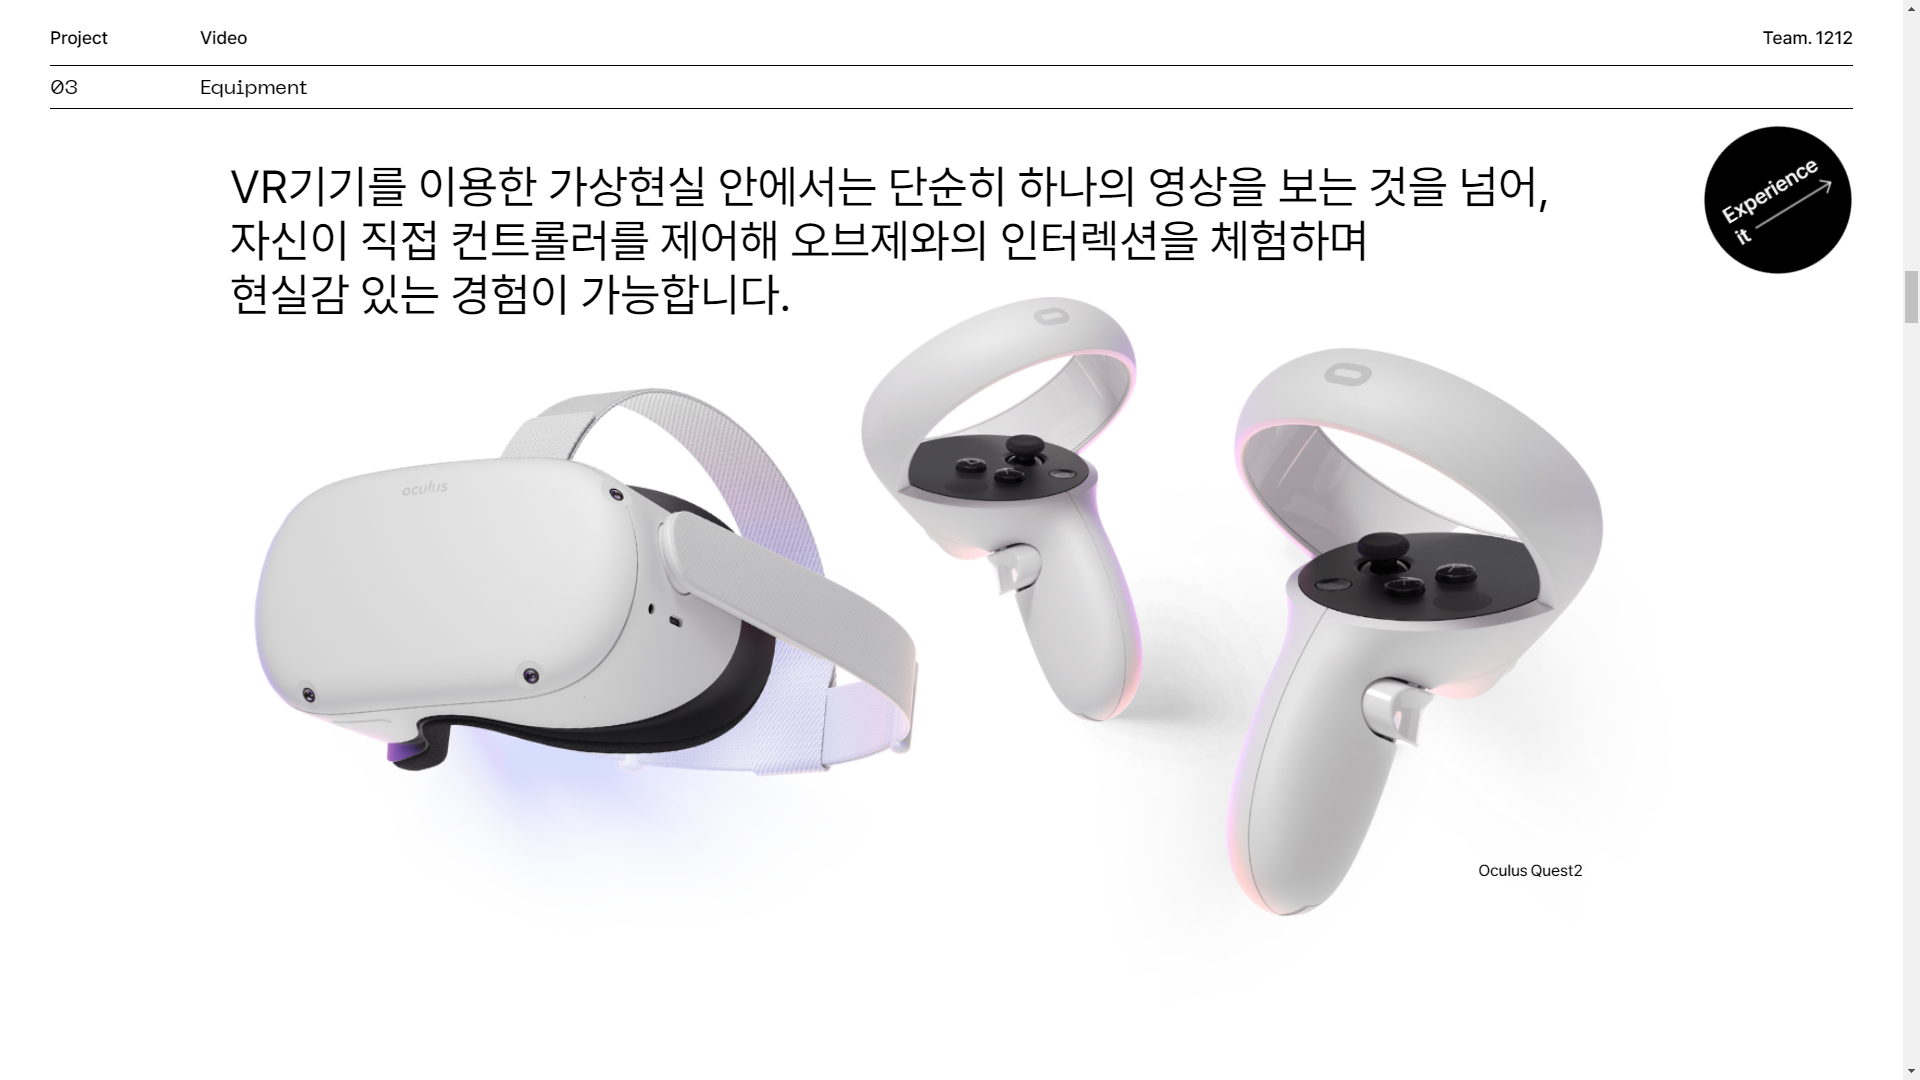 Project
Video
Team. 1212
03
Equipment
VR기기를 이용한 가상현실 안에서는 단순히 하나의 영상을 보는 것을 넘어,
자신이 직접 컨트롤러를 제어해 오브제와의 인터렉션을 체험하며
현실감 있는 경험이 가능합니다.
Experience
it
oculus
Oculus Quest2